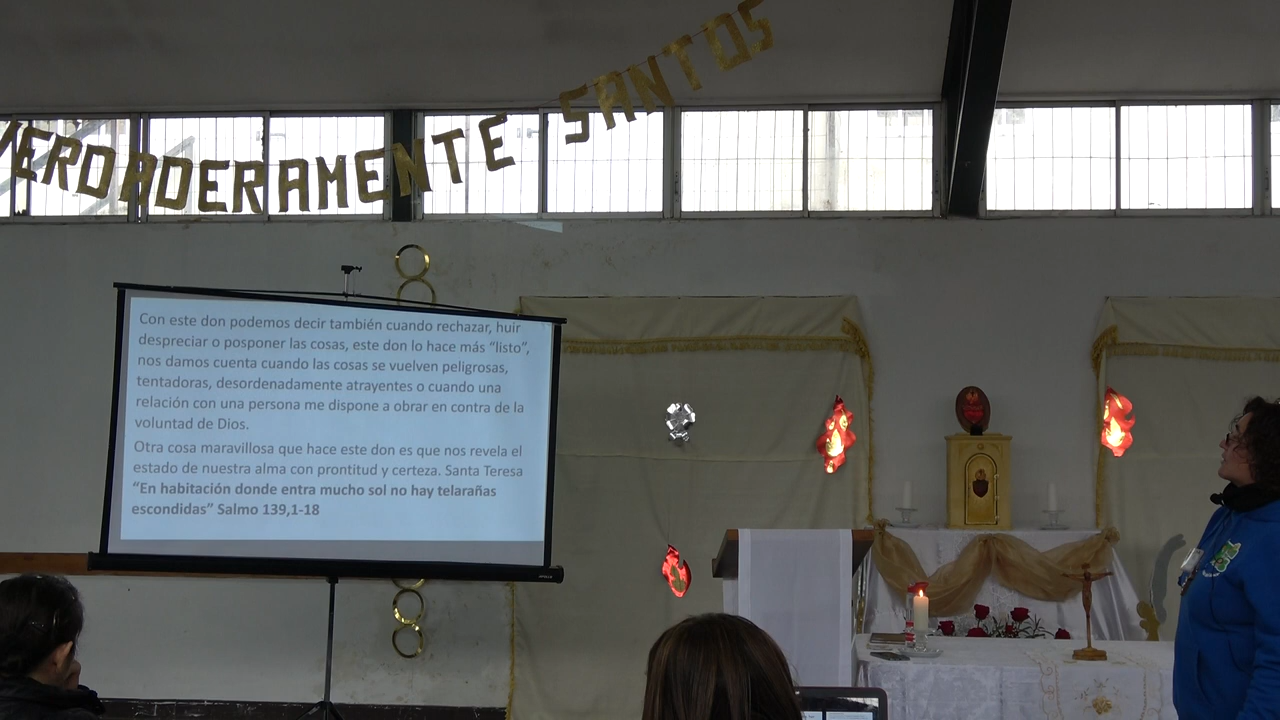 VERDADERAMENTE SANTOS
Con este don podemos decir también cuando rechazar, huir
despreciar o posponer las cosas, este don lo hace más “listo”,
nos damos cuenta cuando las cosas se vuelven peligrosas,
tentadoras, desordenadamente atrayentes o cuando una
relación con una persona me dispone a obrar en contra de la
voluntad de Dios.
Otra cosa maravillosa que hace este don es que nos revela el
estado de nuestra alma con prontitud y certeza. Santa Teresa
“En habitación donde entra mucho sol no hay telarañas
escondidas” Salmo 139,1-18